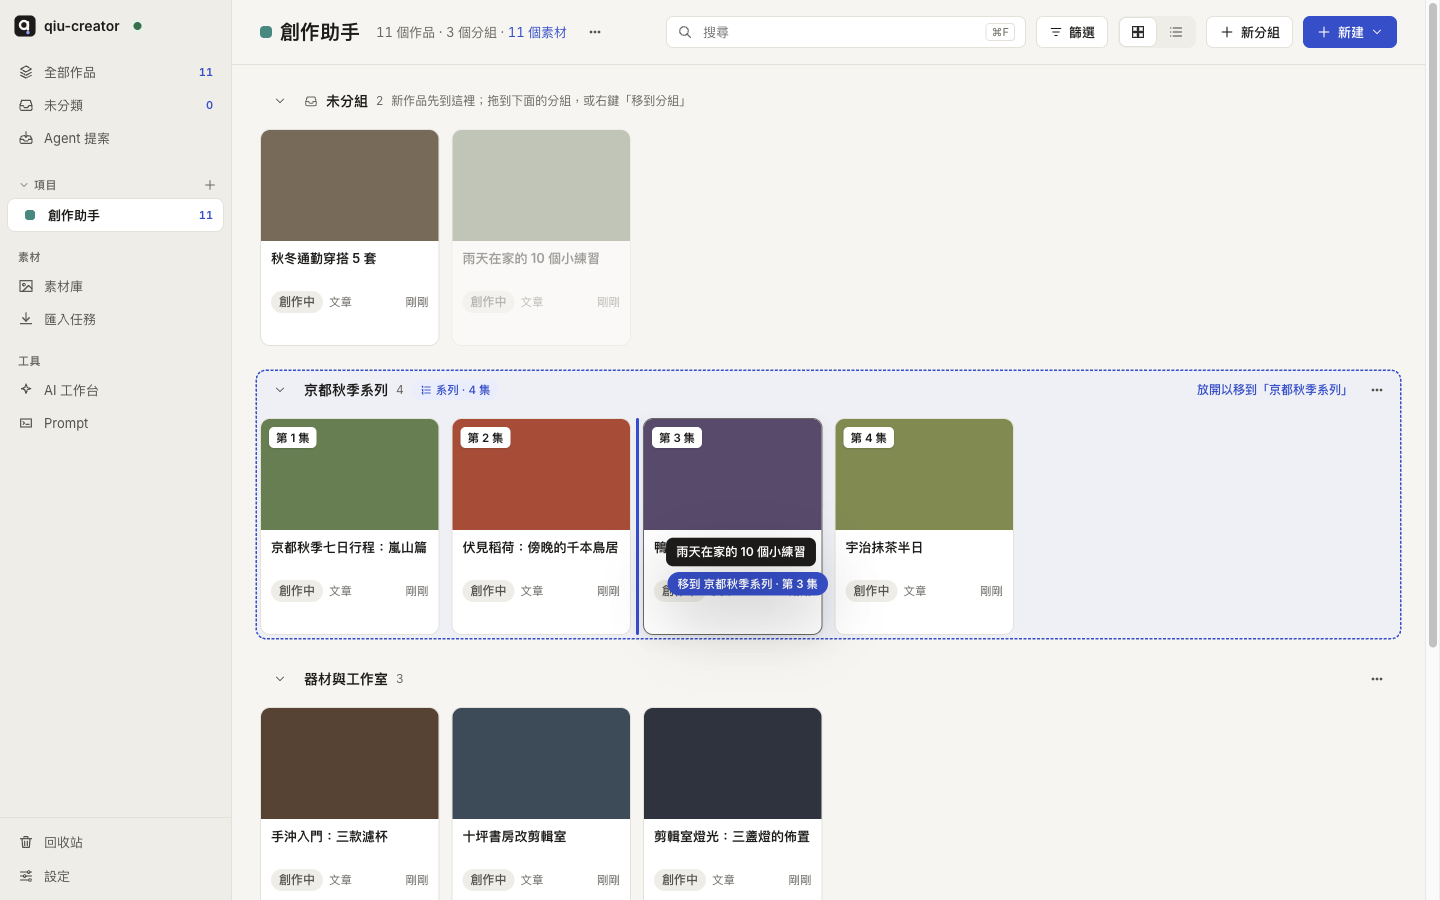 qiu-creator
全部作品 11
未分類 0
Agent 提案
項目
創作助手 11
素材
素材庫
匯入任務
工具
AI 工作台
Prompt
回收站
設定
創作助手 11 個作品 · 3 個分組 · 11 個素材
搜尋 ⌘F
篩選
新分組
新建
未分組 2 新作品先到這裡；拖到下面的分組，或右鍵「移到分組」
秋冬通勤穿搭 5 套
創作中 文章 剛剛
雨天在家的 10 個小練習
創作中 文章 剛剛
京都秋季系列 4 系列 · 4 集
放開以移到「京都秋季系列」
第 1 集
京都秋季七日行程：嵐山篇
創作中 文章 剛剛
第 2 集
伏見稻荷：傍晚的千本鳥居
創作中 文章 剛剛
第 3 集
鴨
雨天在家的 10 個小練習
移到 京都秋季系列 · 第 3 集
第 4 集
宇治抹茶半日
創作中 文章 剛剛
器材與工作室 3
手沖入門：三款濾杯
創作中 文章 剛剛
十坪書房改剪輯室
創作中 文章 剛剛
剪輯室燈光：三盞燈的佈置
創作中 文章 剛剛